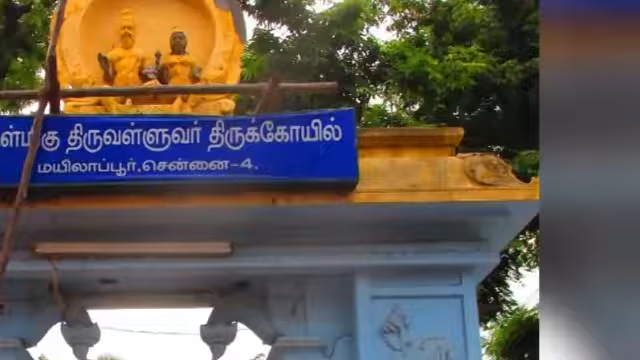 திருவள்ளுவர் திருக்கோயில்
மயிலாப்பூர்,சென்னை-4.